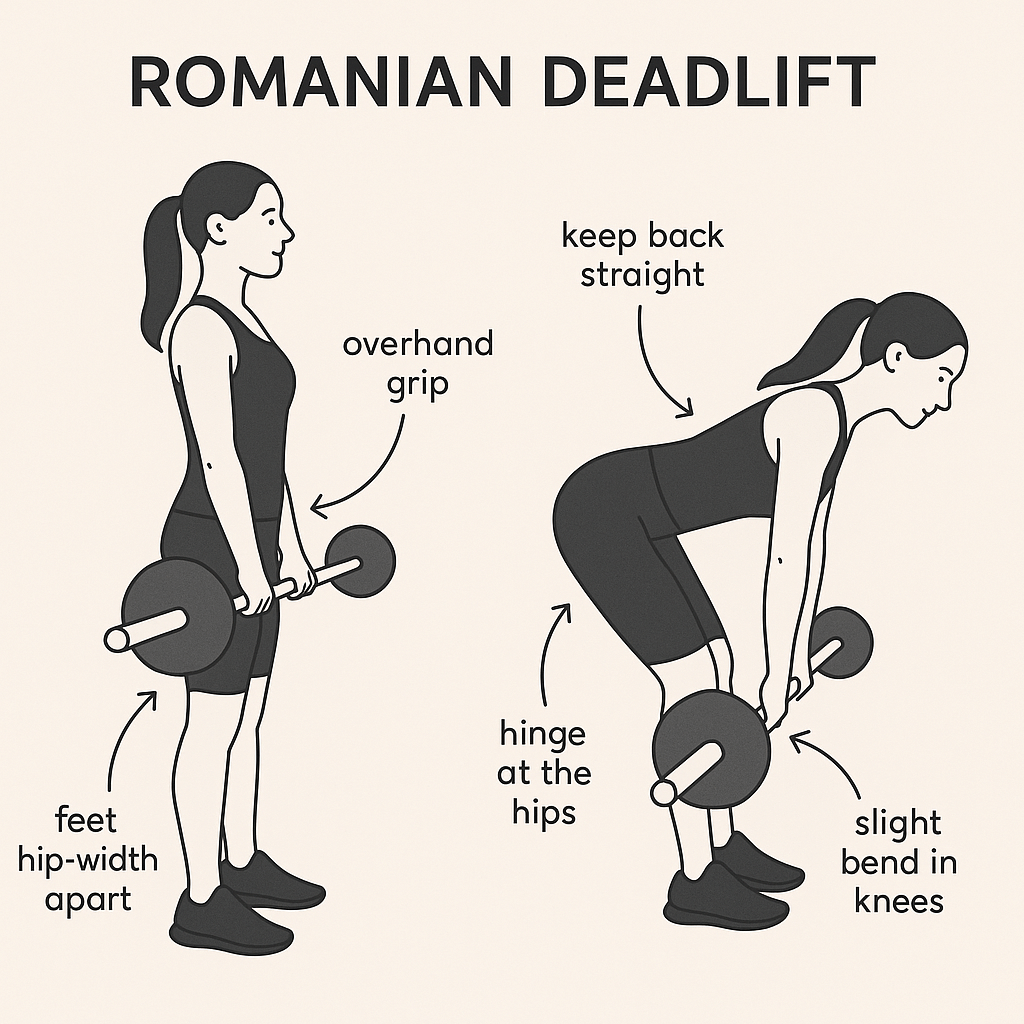 ROMANIAN DEADLIFT
overhand
grip
feet
hip-width
apart
keep back
straight
hinge
at the
hips
slight
bend in
knees